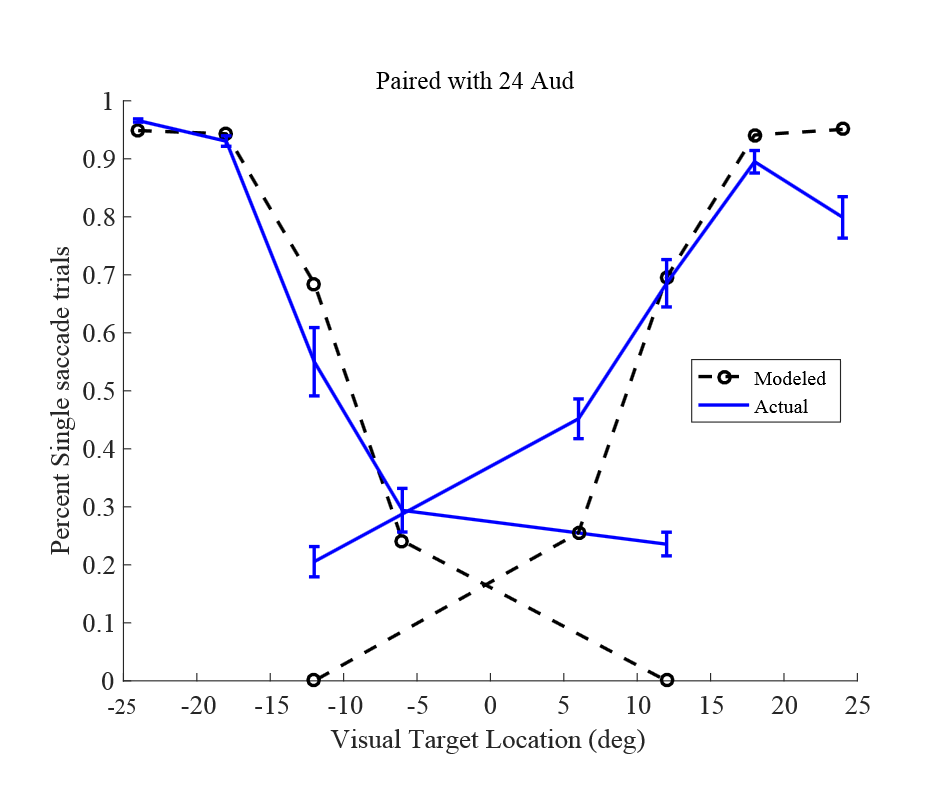 Paired with 24 Aud
1
0.9
0.8
0.7
0.6
0.5
0.4
0.3
0.2
0.1
0
Percent Single saccade trials
Modeled
Actual
-25 -20 -15 -10 -5 0 5 10 15 20 25
Visual Target Location (deg)